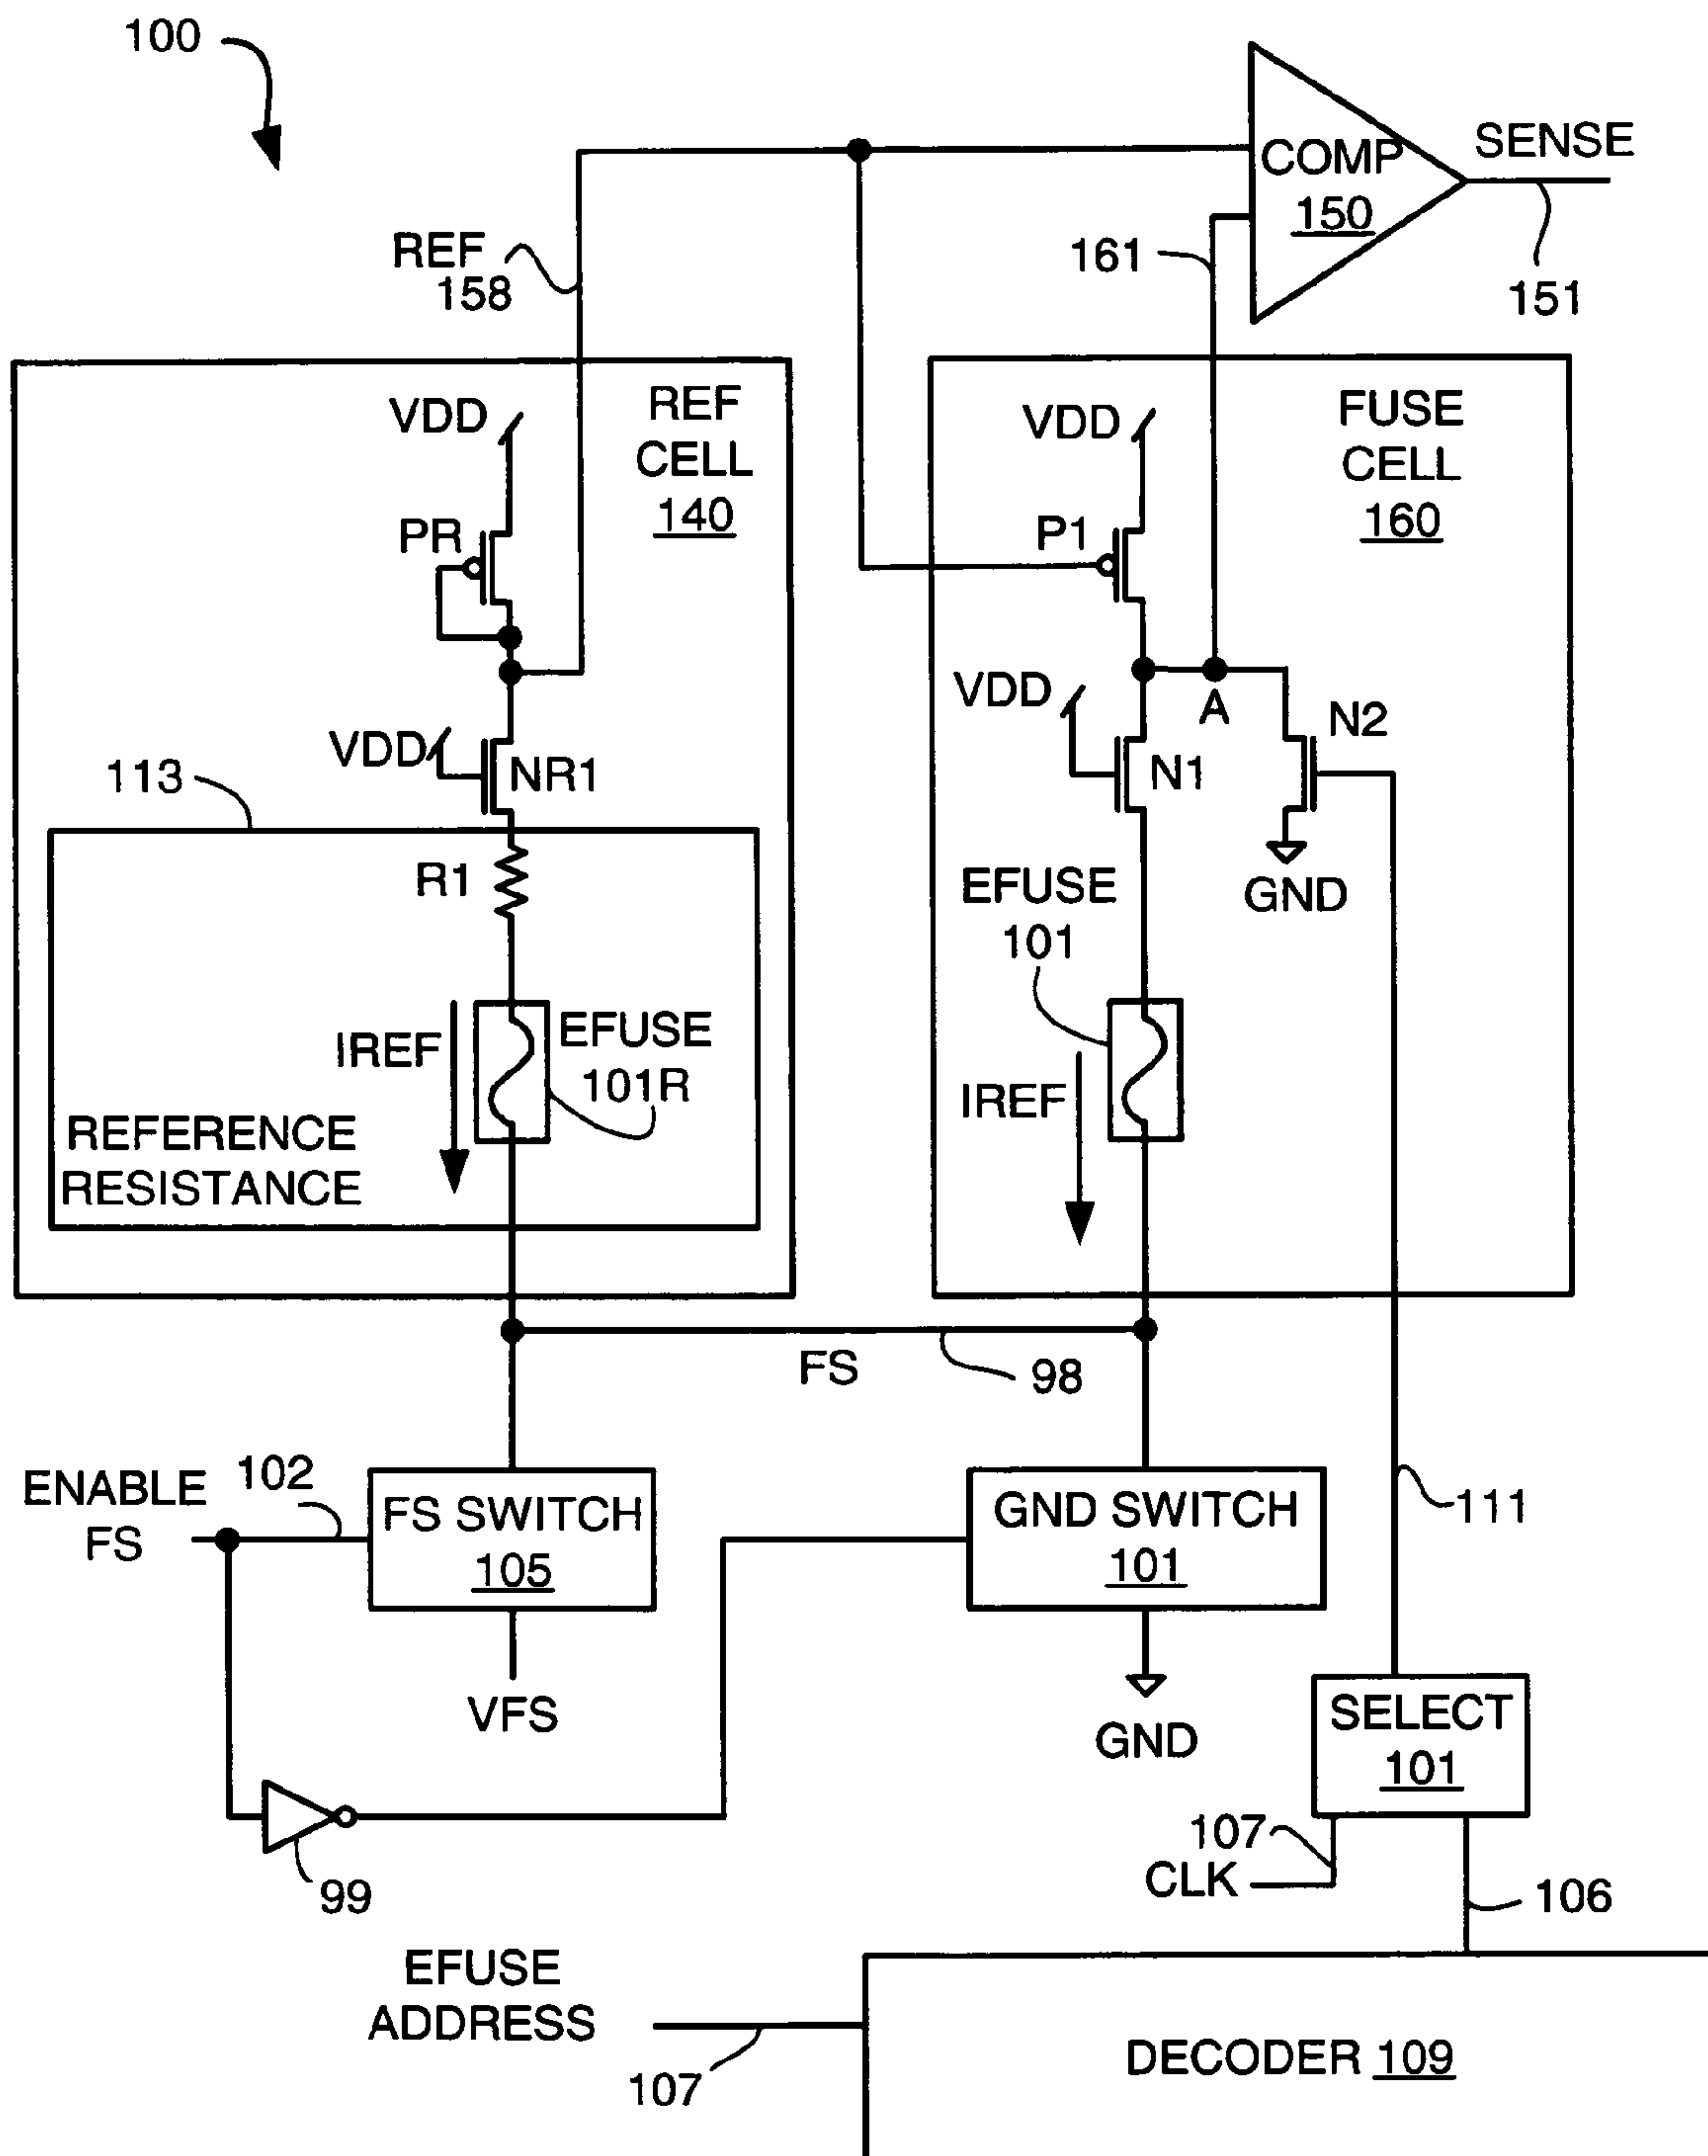 100
COMP
150
SENSE
151
REF
158
161
REF
CELL
140
VDD
PR
VDD
NR1
113
R1
IREF
EFUSE
101R
REFERENCE
RESISTANCE
FUSE
CELL
160
VDD
P1
VDD
A
N2
N1
GND
EFUSE
101
IREF
FS
98
ENABLE
FS
102
FS SWITCH
105
VFS
GND SWITCH
101
GND
111
SELECT
101
107
CLK
106
99
EFUSE
ADDRESS
107
DECODER 109